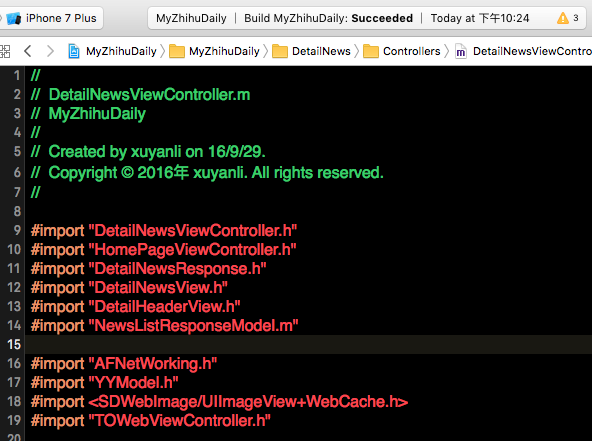 iPhone 7 Plus
MyZhihuDaily | Build MyZhihuDaily: Succeeded | Today at 下午10:24
3
MyZhihuDaily MyZhihuDaily DetailNews Controllers m DetailNewsViewContro
1 //
2 // DetailNewsViewController.m
3 // MyZhihuDaily
4 //
5 // Created by xuyanli on 16/9/29.
6 // Copyright © 2016年 xuyanli. All rights reserved.
7 //
8
9 #import "DetailNewsViewController.h"
10 #import "HomePageViewController.h"
11 #import "DetailNewsResponse.h"
12 #import "DetailNewsView.h"
13 #import "DetailHeaderView.h"
14 #import "NewsListResponseModel.m"
15
16 #import "AFNetWorking.h"
17 #import "YYModel.h"
18 #import <SDWebImage/UIImageView+WebCache.h>
19 #import "TOWebViewController.h"
20